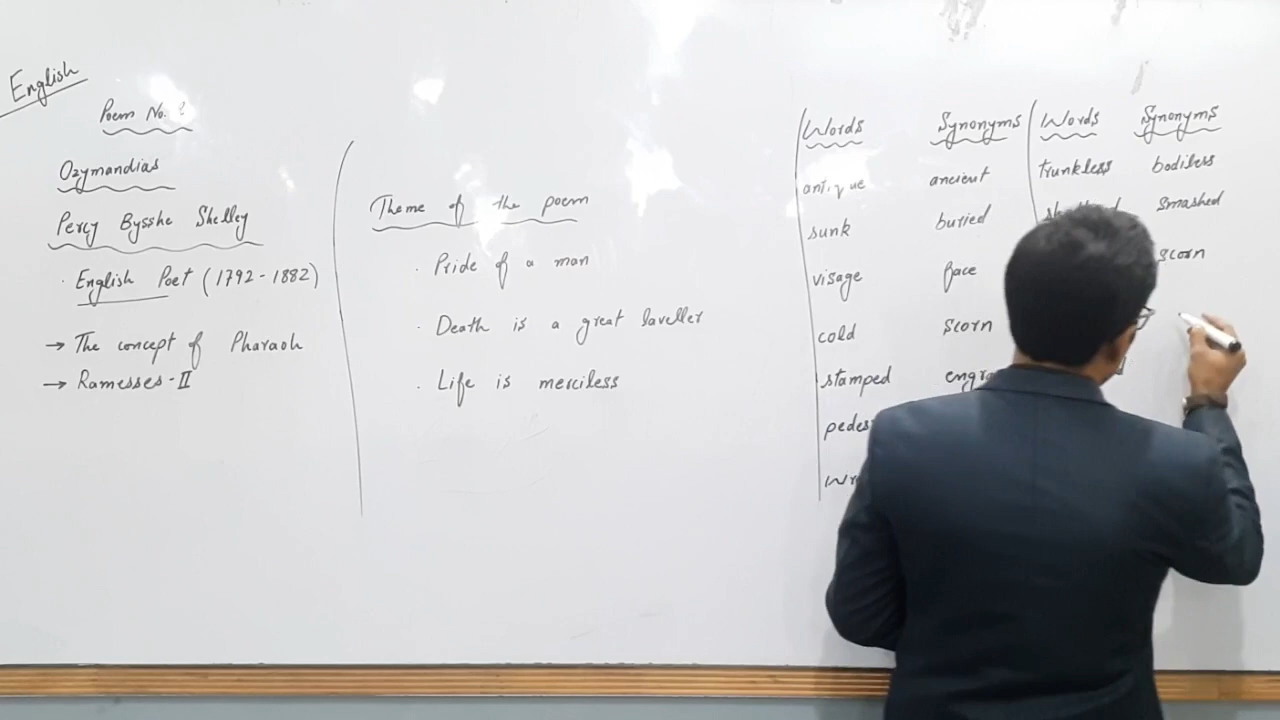 English
Poem No.
Ozymandias
Percy Bysshe Shelley
· English Poet (1792-1882)
→ The concept of Pharaoh
→ Ramesses-II
Theme of the poem
· Pride of a man
· Death is a great laveller
· Life is merciless
Words Synonyms
antique ancient
sunk buried
visage face
cold scorn
stamped
Words Synonyms
trunkless bodiless
smashed
scorn